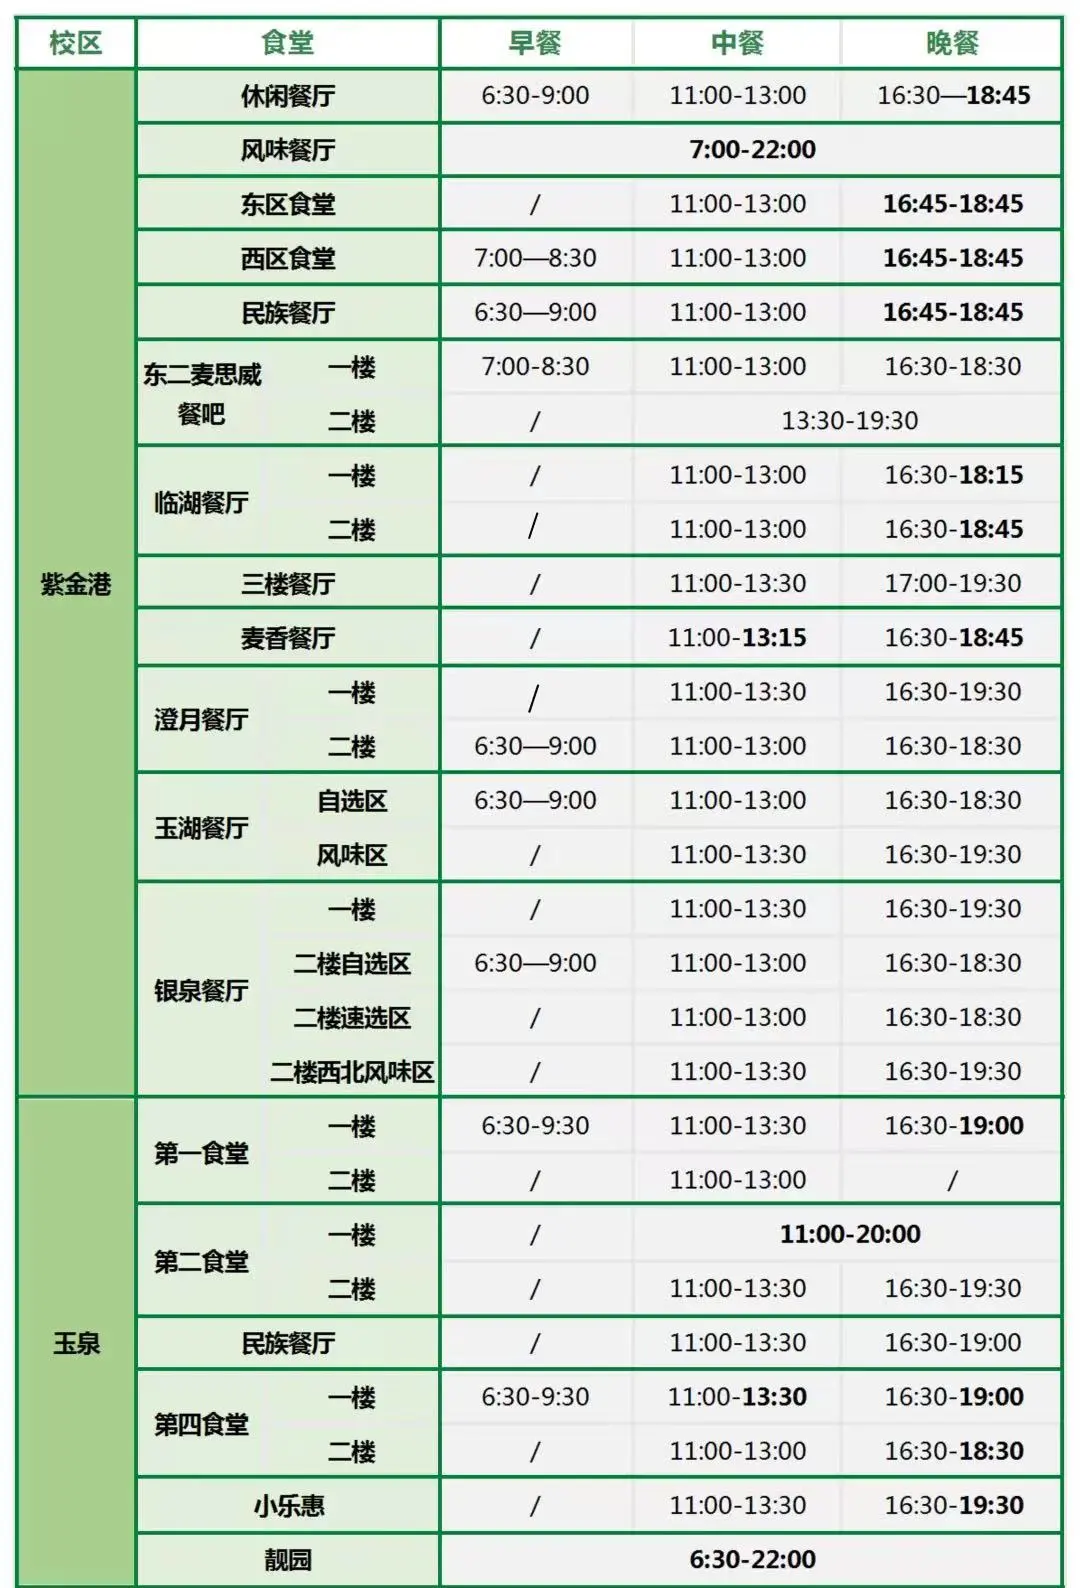 校区 食堂 早餐 中餐 晚餐
休闲餐厅 6:30-9:00 11:00-13:00 16:30—18:45
风味餐厅 7:00-22:00
东区食堂 / 11:00-13:00 16:45-18:45
西区食堂 7:00—8:30 11:00-13:00 16:45-18:45
民族餐厅 6:30—9:00 11:00-13:00 16:45-18:45
东二麦思威
餐吧
一楼 7:00-8:30 11:00-13:00 16:30-18:30
二楼 / 13:30-19:30
临湖餐厅
一楼 / 11:00-13:00 16:30-18:15
二楼 / 11:00-13:00 16:30-18:45
紫金港
三楼餐厅 / 11:00-13:30 17:00-19:30
麦香餐厅 / 11:00-13:15 16:30-18:45
澄月餐厅
一楼 / 11:00-13:30 16:30-19:30
二楼 6:30—9:00 11:00-13:00 16:30-18:30
玉湖餐厅
自选区 6:30—9:00 11:00-13:00 16:30-18:30
风味区 / 11:00-13:30 16:30-19:30
银泉餐厅
一楼 / 11:00-13:30 16:30-19:30
二楼自选区 6:30—9:00 11:00-13:00 16:30-18:30
二楼速选区 / 11:00-13:00 16:30-18:30
二楼西北风味区 / 11:00-13:30 16:30-19:30
第一食堂
一楼 6:30-9:30 11:00-13:30 16:30-19:00
二楼 / 11:00-13:00 /
第二食堂
一楼 / 11:00-20:00
二楼 / 11:00-13:30 16:30-19:30
玉泉
民族餐厅 / 11:00-13:30 16:30-19:00
第四食堂
一楼 6:30-9:30 11:00-13:30 16:30-19:00
二楼 / 11:00-13:00 16:30-18:30
小乐惠 / 11:00-13:30 16:30-19:30
靓园 6:30-22:00